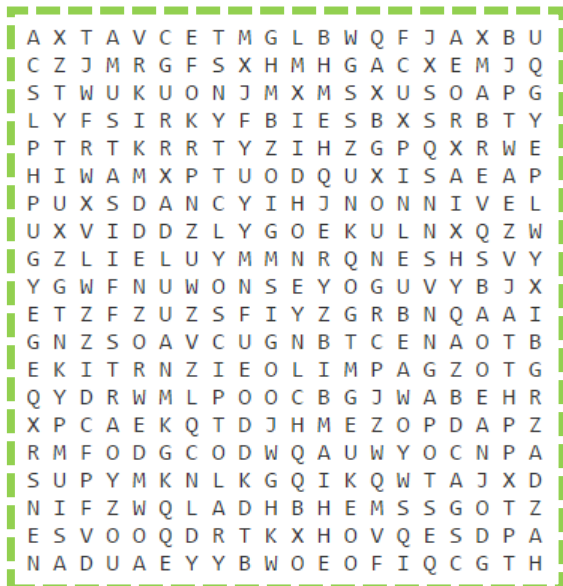 A X T A V C E T M G L B W Q F J A X B U
C Z J M R G F S X H M H G A C X E M J Q
S T W U K U O N J M X M S X U S O A P G
L Y F S I R K Y F B I E S B X S R B T Y
P T R T K R R T Y Z I H Z G P Q X R W E
H I W A M X P T U O D Q U X I S A E A P
P U X S D A N C Y I H J N O N N I V E L
U X V I D D Z L Y G O E K U L N X Q Z W
G Z L I E L U Y M M N R Q N E S H S V Y
Y G W F N U W O N S E Y O G U V Y B J X
E T Z F Z U Z S F I Y Z G R B N Q A A I
G N Z S O A V C U G N B T C E N A O T B
E K I T R N Z I E O L I M P A G Z O T G
Q Y D R W M L P O O C B G J W A B E H R
X P C A E K Q T D J H M E Z O P D A P Z
R M F O D G C O D W Q A U W Y O C N P A
S U P Y M K N L K G Q I K Q W T A J X D
N I F Z W Q L A D H B H E M S S G O T Z
E S V O O Q D R T K X H O V Q E S D P A
N A D U A E Y Y B W O E O F I Q C G T H